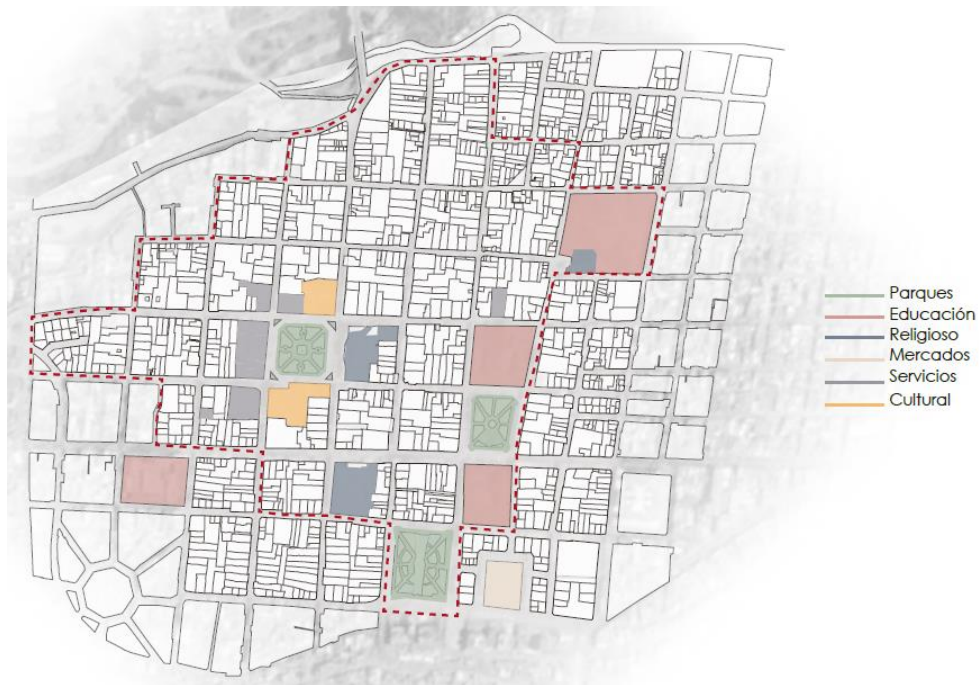 Parques
Educación
Religioso
Mercados
Servicios
Cultural